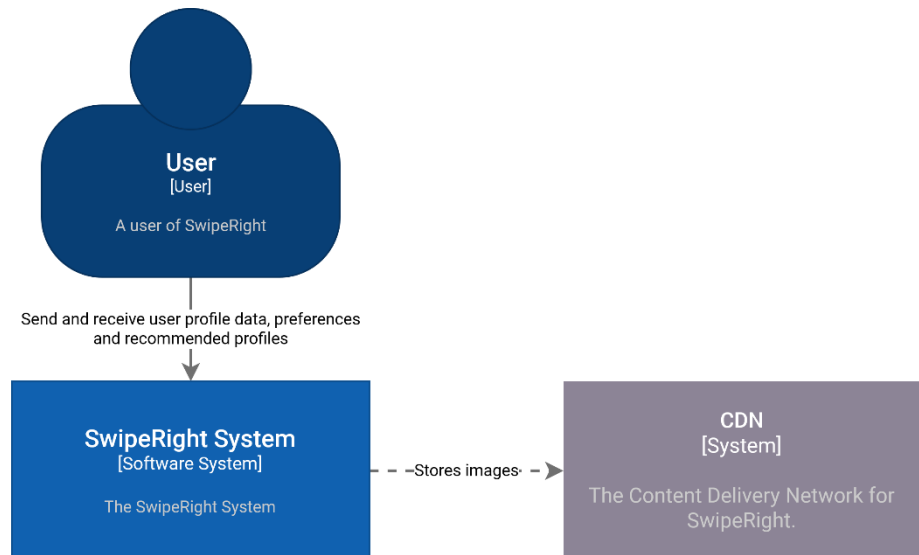 User
[User]
A user of SwipeRight
Send and receive user profile data, preferences
and recommended profiles
SwipeRight System
[Software System]
The SwipeRight System
Stores images
CDN
[System]
The Content Delivery Network for
SwipeRight.